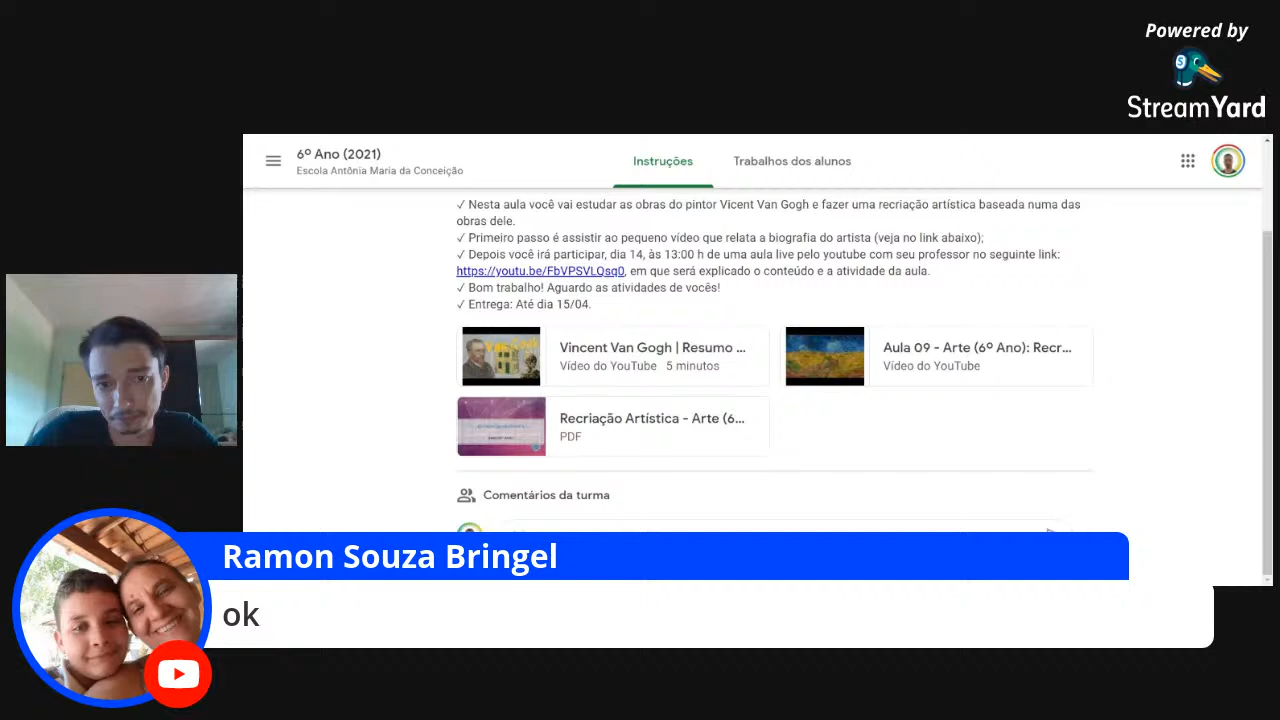 Powered by
StreamYard
6º Ano (2021)
Escola Antônia Maria da Conceição
Instruções
Trabalhos dos alunos
✓ Nesta aula você vai estudar as obras do pintor Vicent Van Gogh e fazer uma recriação artística baseada numa das
obras dele.
✓ Primeiro passo é assistir ao pequeno vídeo que relata a biografia do artista (veja no link abaixo);
✓ Depois você irá participar, dia 14, às 13:00 h de uma aula live pelo youtube com seu professor no seguinte link:
https://youtu.be/FbVPSVLQsq0, em que será explicado o conteúdo e a atividade da aula.
✓ Bom trabalho! Aguardo as atividades de vocês!
✓ Entrega: Até dia 15/04.
Vincent Van Gogh | Resumo ...
Vídeo do YouTube 5 minutos
Aula 09 - Arte (6º Ano): Recr...
Vídeo do YouTube
Recriação Artística - Arte (6...
PDF
Comentários da turma
Ramon Souza Bringel
ok